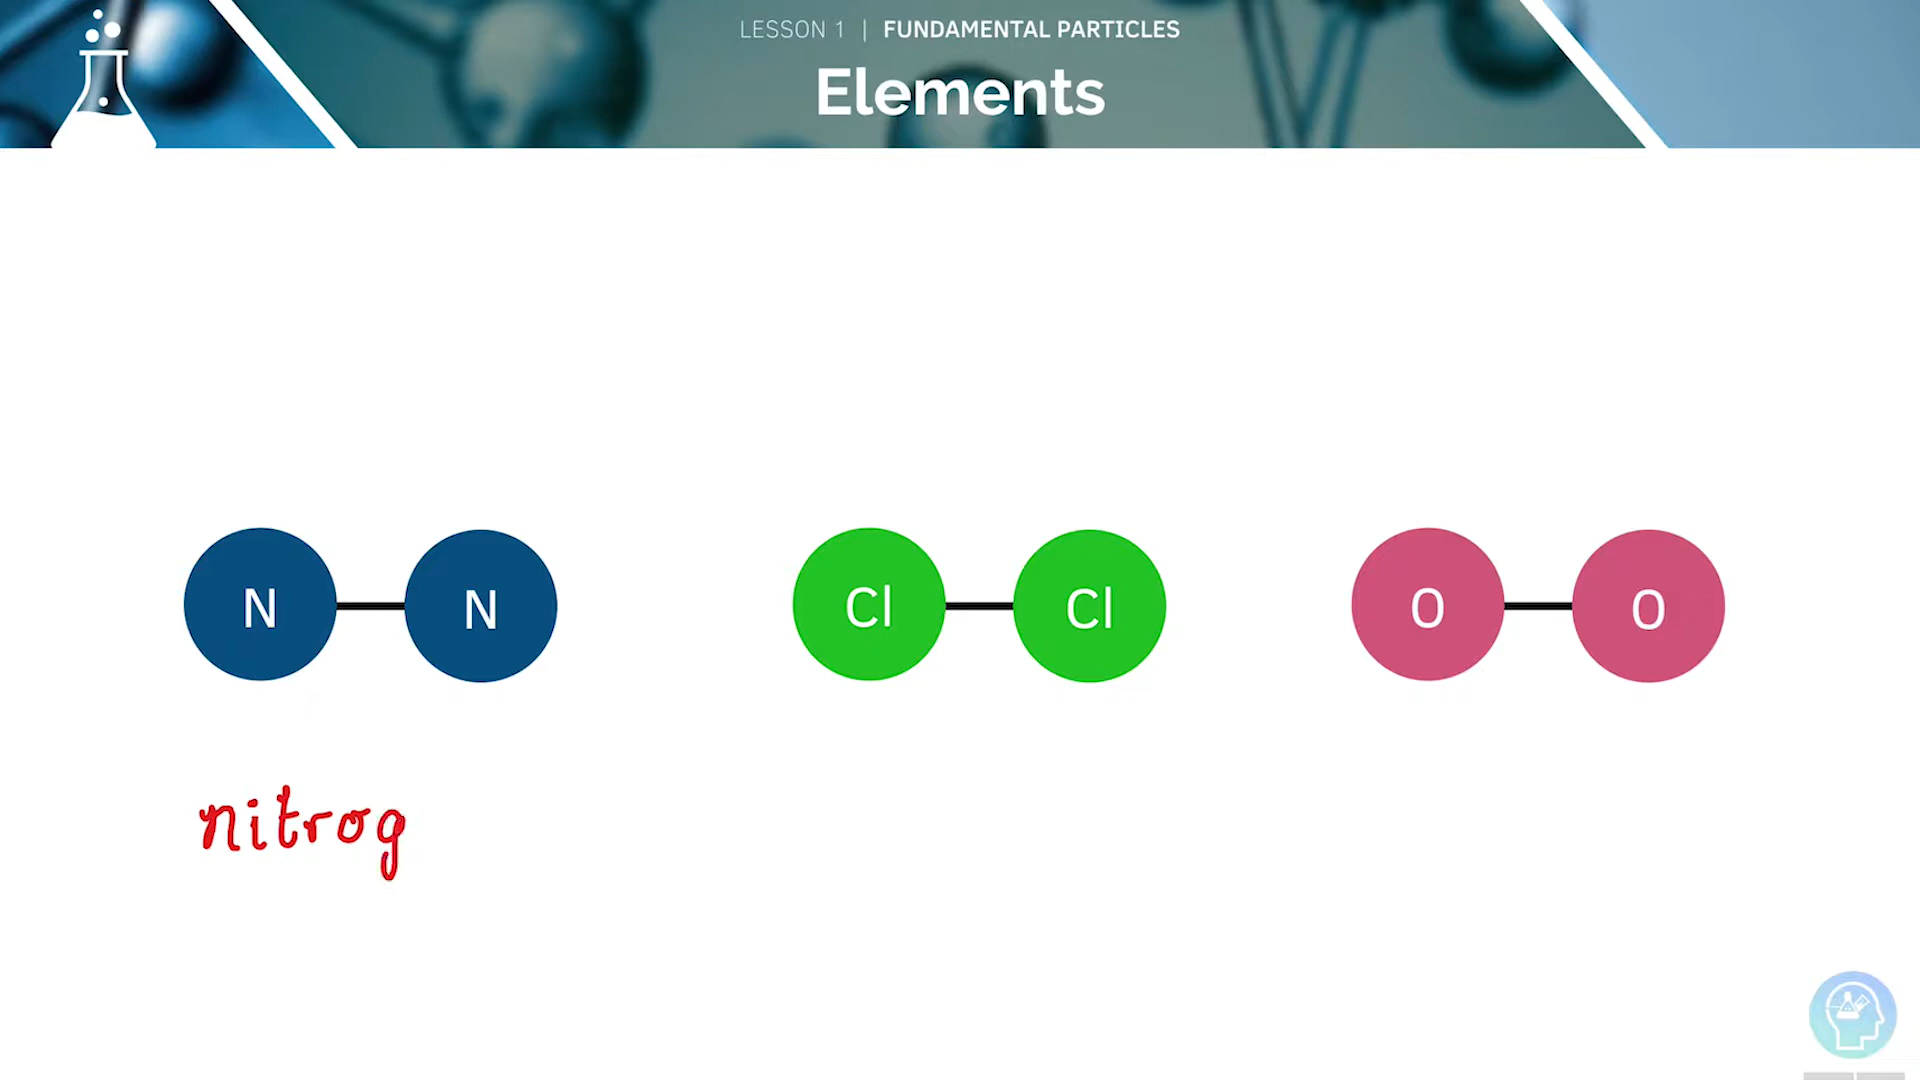 LESSON 1 | FUNDAMENTAL PARTICLES
Elements
N N Cl Cl O O
nitrog